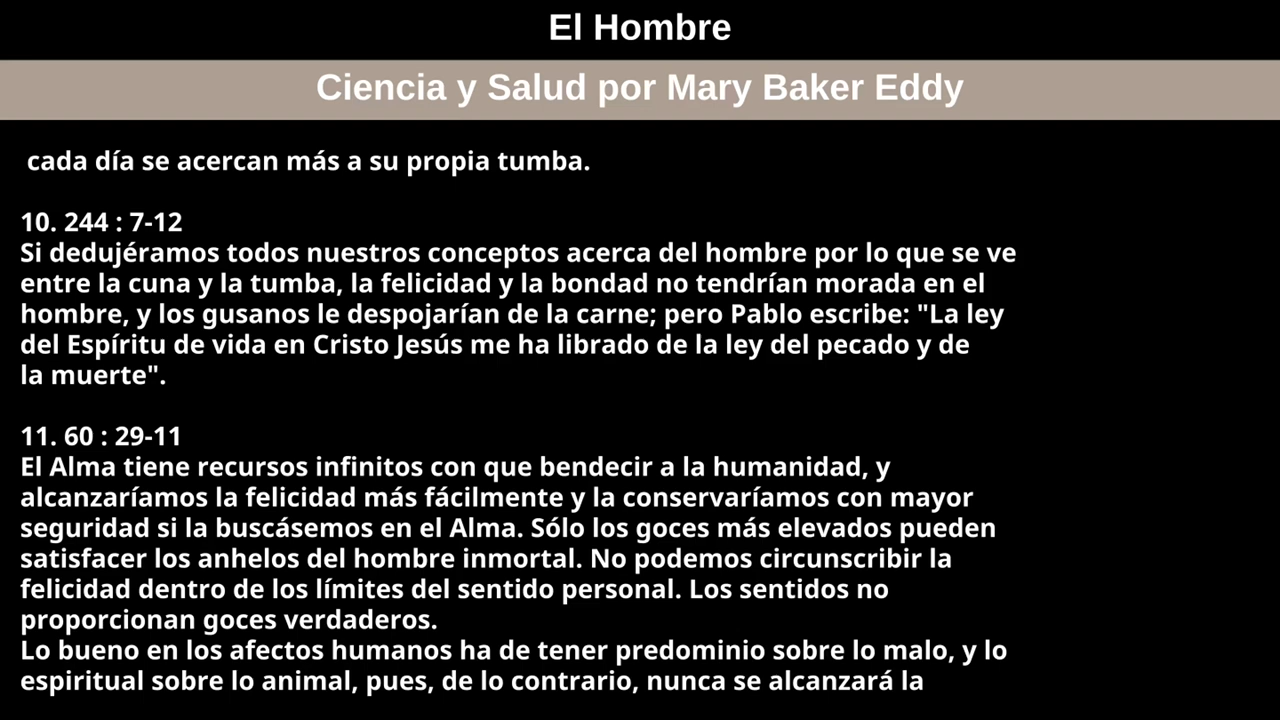 El Hombre
Ciencia y Salud por Mary Baker Eddy
cada día se acercan más a su propia tumba.
10. 244 : 7-12
Si dedujéramos todos nuestros conceptos acerca del hombre por lo que se ve
entre la cuna y la tumba, la felicidad y la bondad no tendrían morada en el
hombre, y los gusanos le despojarían de la carne; pero Pablo escribe: "La ley
del Espíritu de vida en Cristo Jesús me ha librado de la ley del pecado y de
la muerte".
11. 60 : 29-11
El Alma tiene recursos infinitos con que bendecir a la humanidad, y
alcanzaríamos la felicidad más fácilmente y la conservaríamos con mayor
seguridad si la buscásemos en el Alma. Sólo los goces más elevados pueden
satisfacer los anhelos del hombre inmortal. No podemos circunscribir la
felicidad dentro de los límites del sentido personal. Los sentidos no
proporcionan goces verdaderos.
Lo bueno en los afectos humanos ha de tener predominio sobre lo malo, y lo
espiritual sobre lo animal, pues, de lo contrario, nunca se alcanzará la